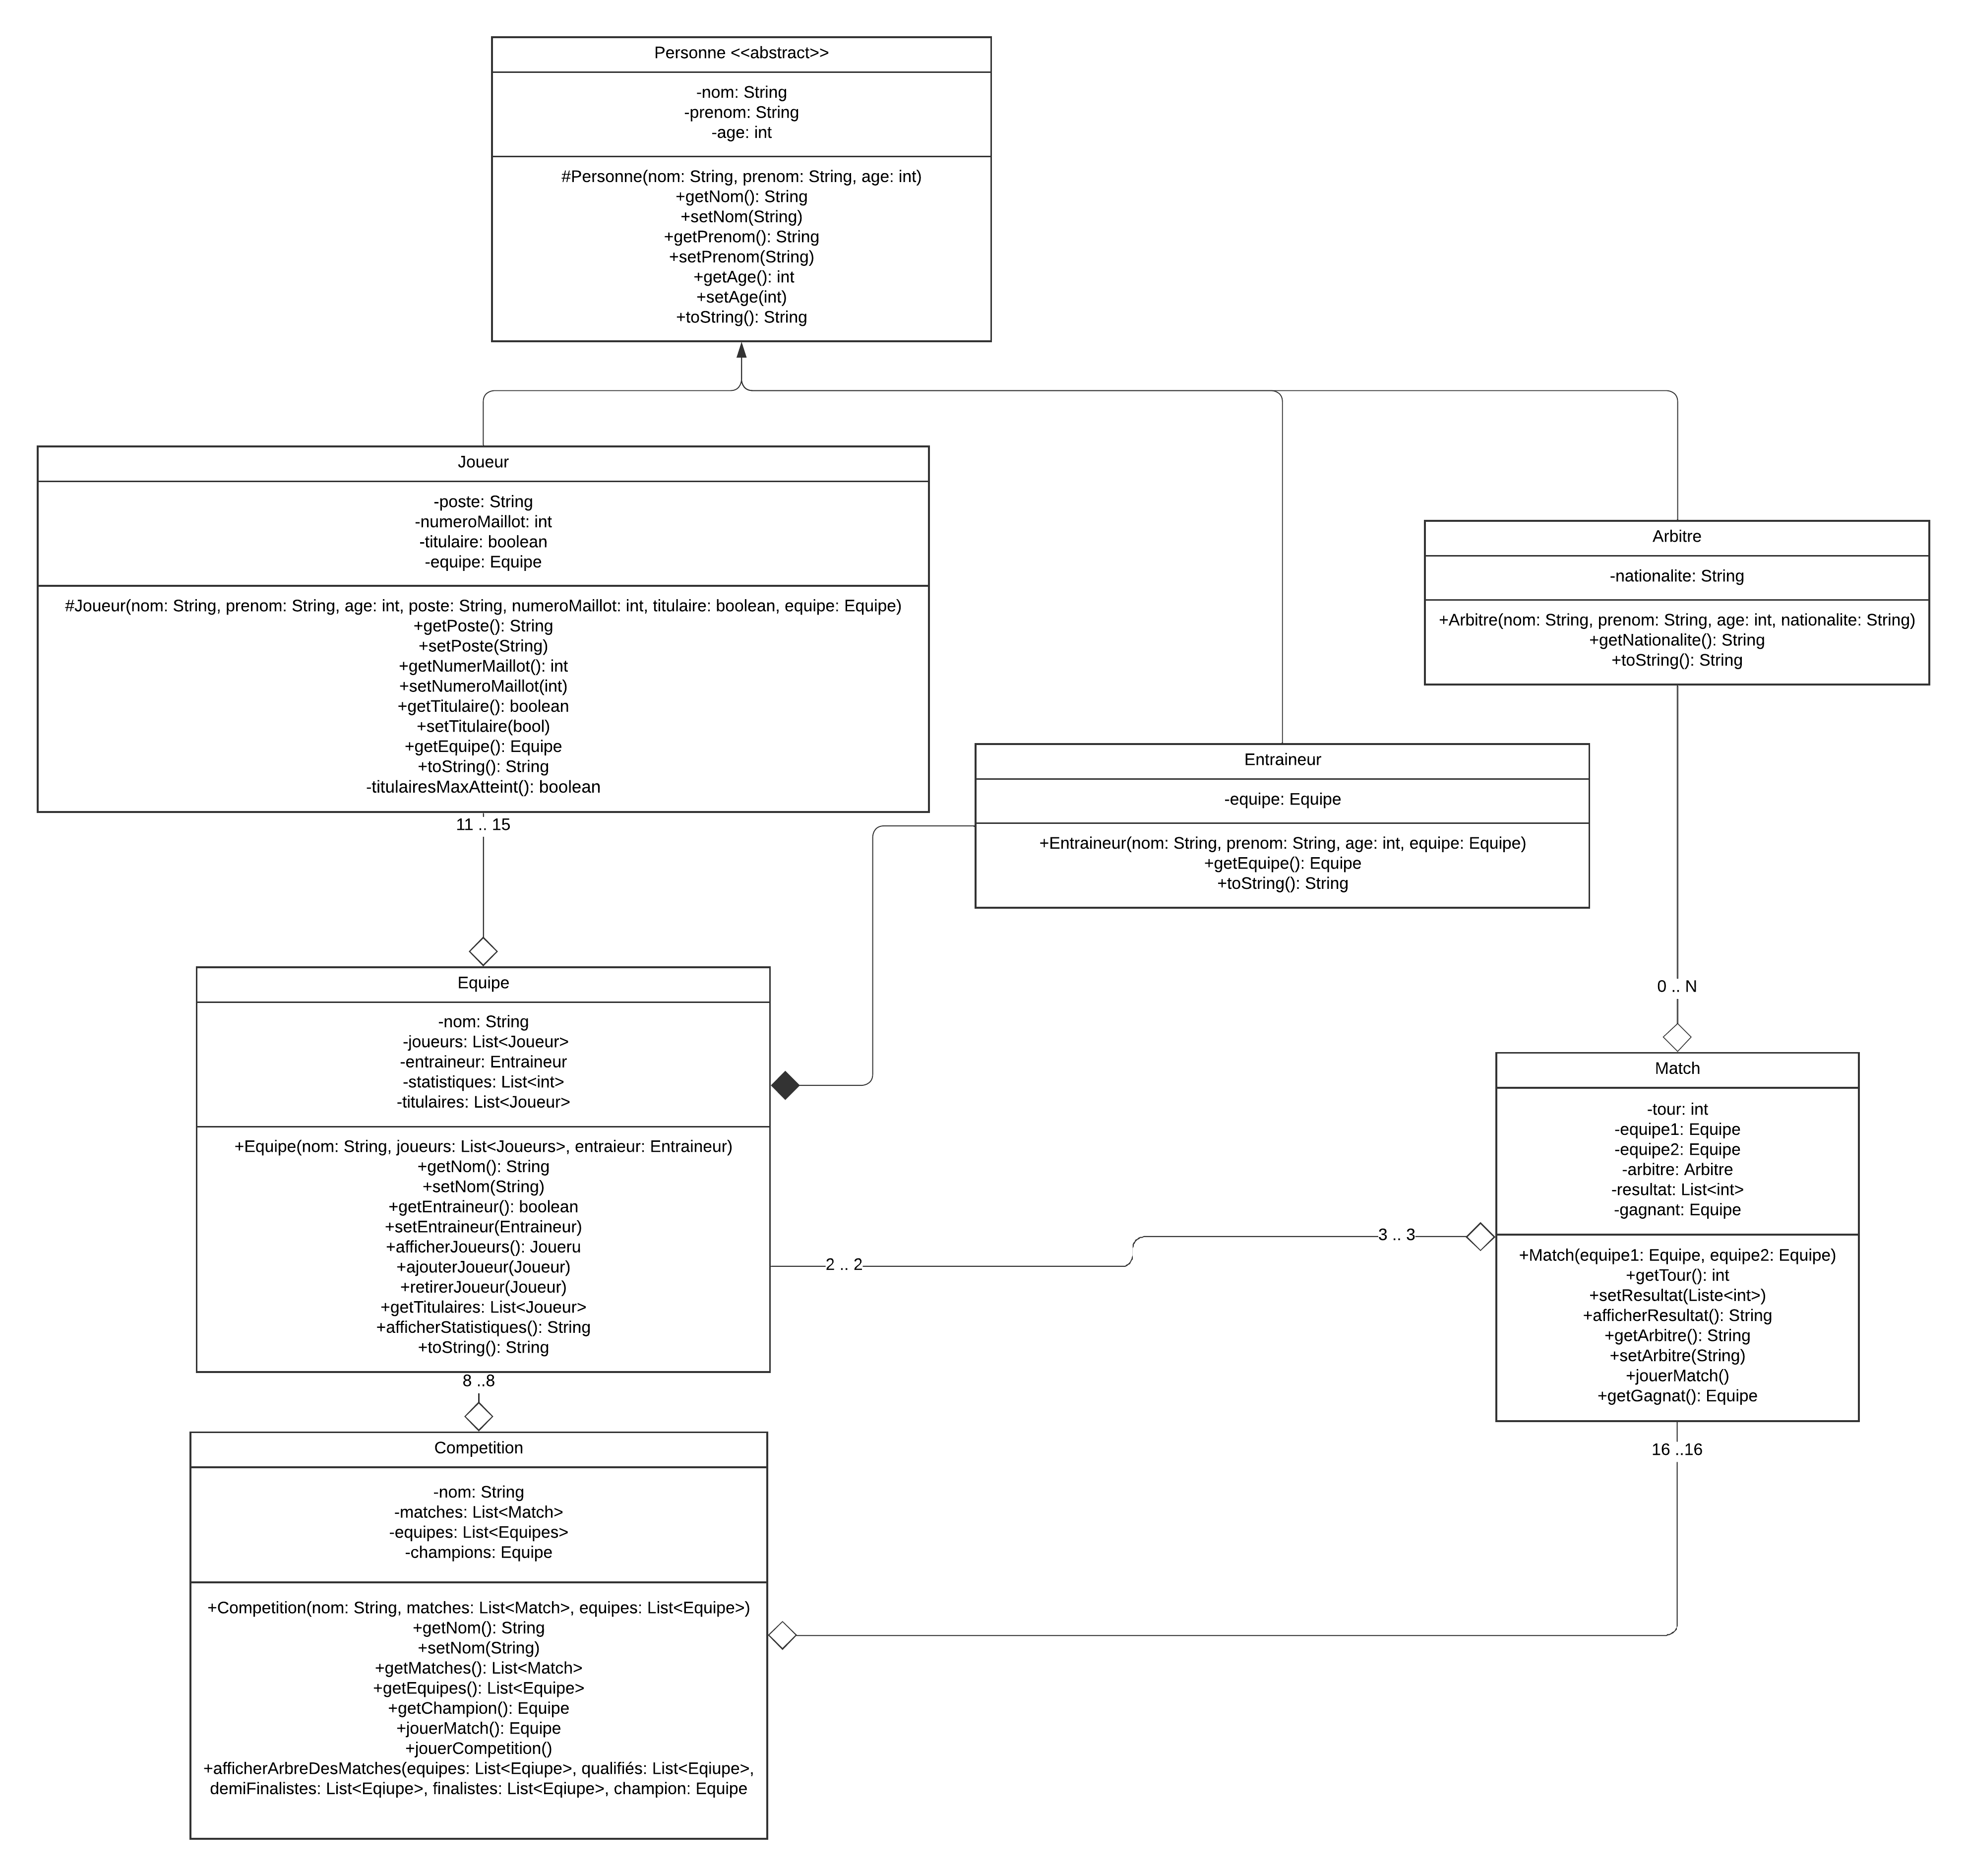 Personne <<abstract>>
-nom: String
-prenom: String
-age: int
#Personne(nom: String, prenom: String, age: int)
+getNom(): String
+setNom(String)
+getPrenom(): String
+setPrenom(String)
+getAge(): int
+setAge(int)
+toString(): String
Joueur
-poste: String
-numeroMaillot: int
-titulaire: boolean
-equipe: Equipe
#Joueur(nom: String, prenom: String, age: int, poste: String, numeroMaillot: int, titulaire: boolean, equipe: Equipe)
+getPoste(): String
+setPoste(String)
+getNumerMaillot(): int
+setNumeroMaillot(int)
+getTitulaire(): boolean
+setTitulaire(bool)
+getEquipe(): Equipe
+toString(): String
-titulairesMaxAtteint(): boolean
11 .. 15
Arbitre
-nationalite: String
+Arbitre(nom: String, prenom: String, age: int, nationalite: String)
+getNationalite(): String
+toString(): String
Entraineur
-equipe: Equipe
+Entraineur(nom: String, prenom: String, age: int, equipe: Equipe)
+getEquipe(): Equipe
+toString(): String
0 .. N
Equipe
-nom: String
-joueurs: List<Joueur>
-entraineur: Entraineur
-statistiques: List<int>
-titulaires: List<Joueur>
+Equipe(nom: String, joueurs: List<Joueurs>, entraieur: Entraineur)
+getNom(): String
+setNom(String)
+getEntraineur(): boolean
+setEntraineur(Entraineur)
+afficherJoueurs(): Joueru
+ajouterJoueur(Joueur)
+retirerJoueur(Joueur)
+getTitulaires: List<Joueur>
+afficherStatistiques(): String
+toString(): String
2 .. 2
3 .. 3
Match
-tour: int
-equipe1: Equipe
-equipe2: Equipe
-arbitre: Arbitre
-resultat: List<int>
-gagnant: Equipe
+Match(equipe1: Equipe, equipe2: Equipe)
+getTour(): int
+setResultat(Liste<int>)
+afficherResultat(): String
+getArbitre(): String
+setArbitre(String)
+jouerMatch()
+getGagnat(): Equipe
8 ..8
16 ..16
Competition
-nom: String
-matches: List<Match>
-equipes: List<Equipes>
-champions: Equipe
+Competition(nom: String, matches: List<Match>, equipes: List<Equipe>)
+getNom(): String
+setNom(String)
+getMatches(): List<Match>
+getEquipes(): List<Equipe>
+getChampion(): Equipe
+jouerMatch(): Equipe
+jouerCompetition()
+afficherArbreDesMatches(equipes: List<Eqiupe>, qualifiés: List<Eqiupe>,
demiFinalistes: List<Eqiupe>, finalistes: List<Eqiupe>, champion: Equipe